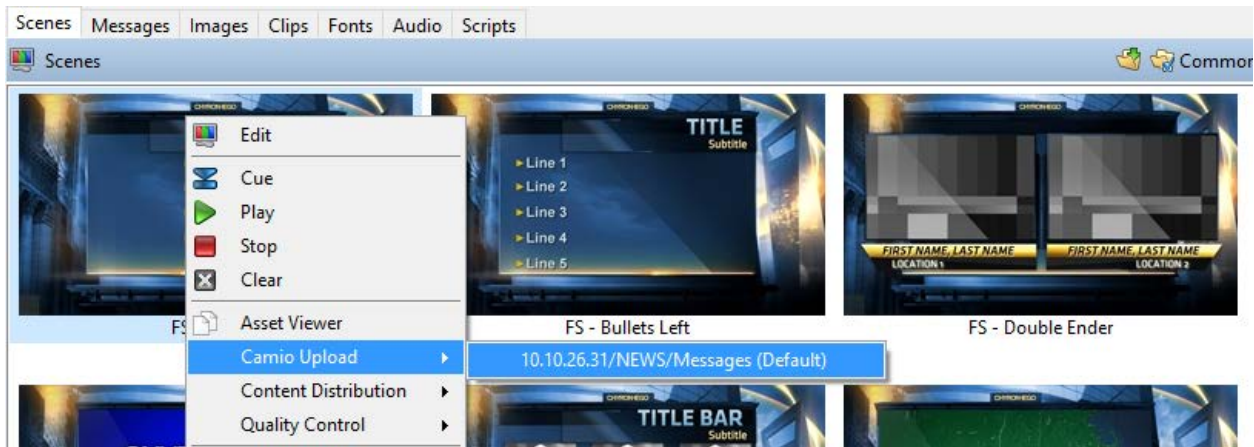 Scenes Messages Images Clips Fonts Audio Scripts
Scenes
CHYRONHEGO
CHYRONHEGO
TITLE
Subtitle
Line 1
Line 2
Line 3
Line 4
Line 5
CHYRONHEGO
FIRST NAME, LAST NAME
LOCATION 1
FIRST NAME, LAST NAME
LOCATION 2
Edit
Cue
Play
Stop
Clear
Asset Viewer
Camio Upload
10.10.26.31/NEWS/Messages (Default)
Content Distribution
Quality Control
FS - Bullets Left
FS - Double Ender
CHYRONHEGO
TITLE BAR
Subtitle
CHYRONHEGO